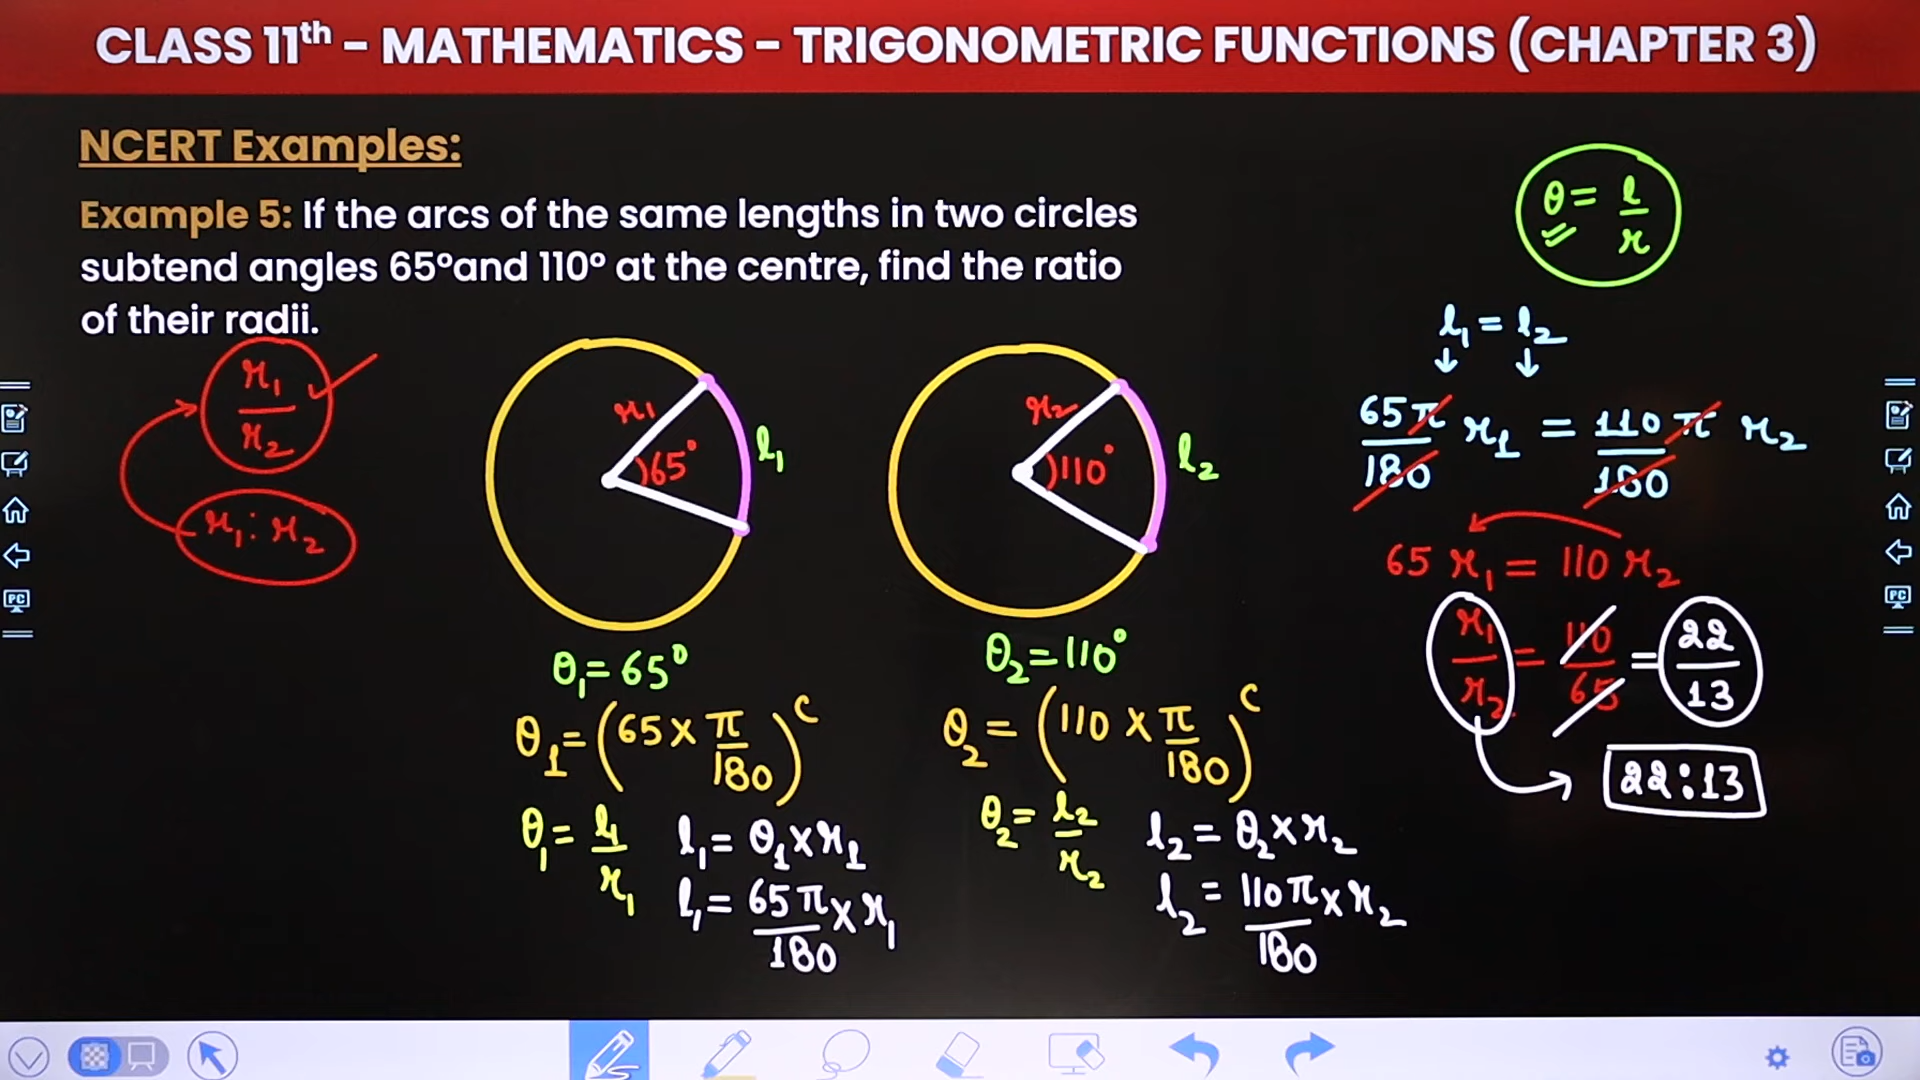 CLASS 11th - MATHEMATICS - TRIGONOMETRIC FUNCTIONS (CHAPTER 3)
NCERT Examples:
Example 5: If the arcs of the same lengths in two circles
subtend angles 65°and 110° at the centre, find the ratio
of their radii.
r₁/r₂
r₁ : r₂
r₁
65°
l₁
θ₁ = 65°
θ₁ = (65 × π/180)ᶜ
θ₁ = l₁/r₁
l₁ = θ₁ × r₁
l₁ = 65π/180 × r₁
r₂
110°
l₂
θ₂ = 110°
θ₂ = (110 × π/180)ᶜ
θ₂ = l₂/r₂
l₂ = θ₂ × r₂
l₂ = 110π/180 × r₂
θ = l/r
l₁ = l₂
65π/180 r₁ = 110π/180 r₂
65 r₁ = 110 r₂
r₁/r₂ = 110/65 = 22/13
22:13
PC
PC